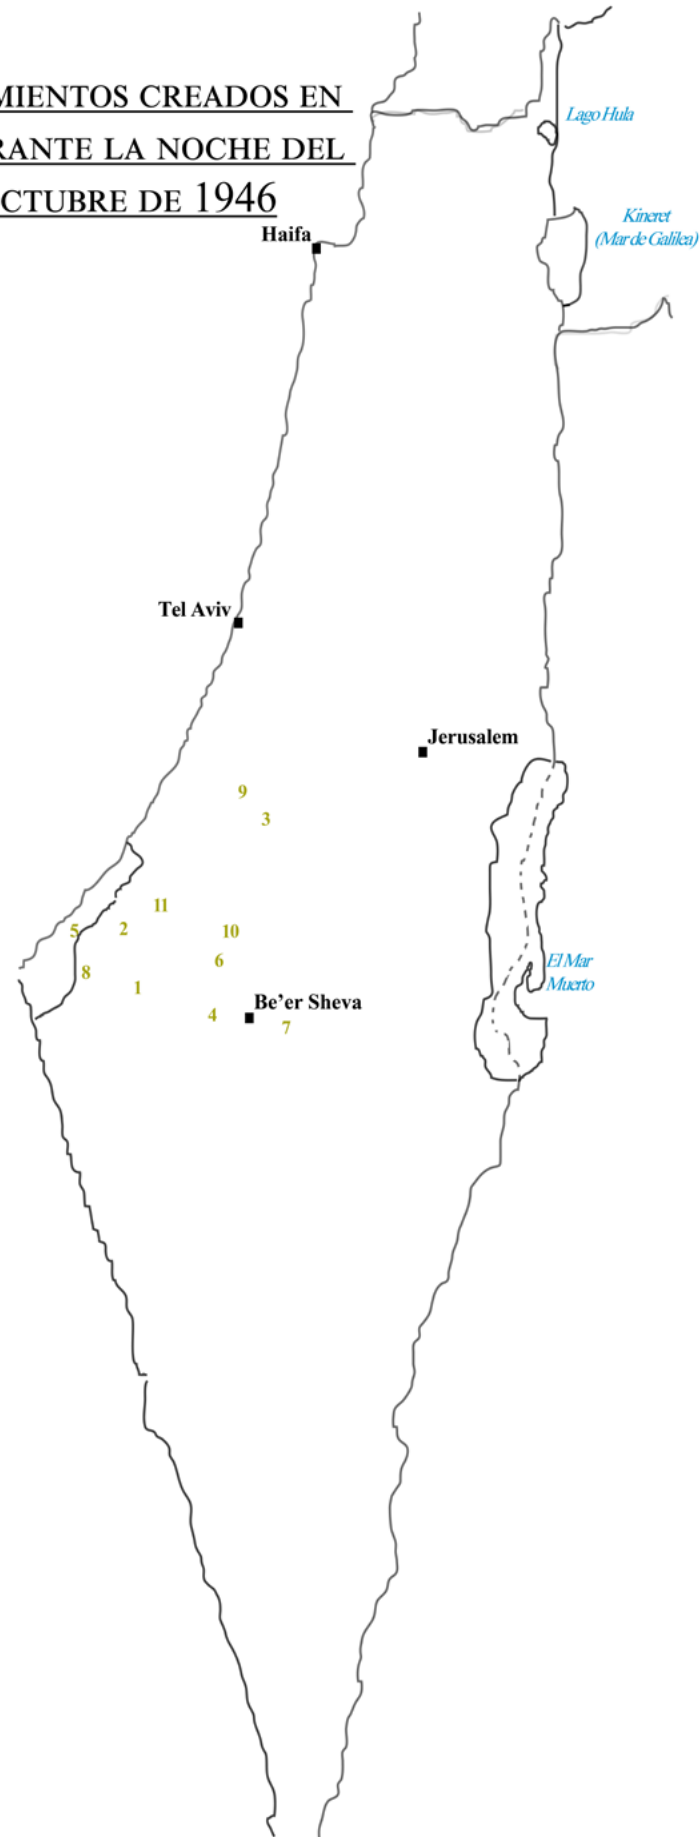 MIENTOS CREADOS EN
RANTE LA NOCHE DEL
CTUBRE DE 1946
Lago Hula
Kineret
(Mar de Galilea)
Haifa
Tel Aviv
Jerusalem
9
3
11
5
2
10
6
8
1
El Mar
Muerto
Be'er Sheva
4
7